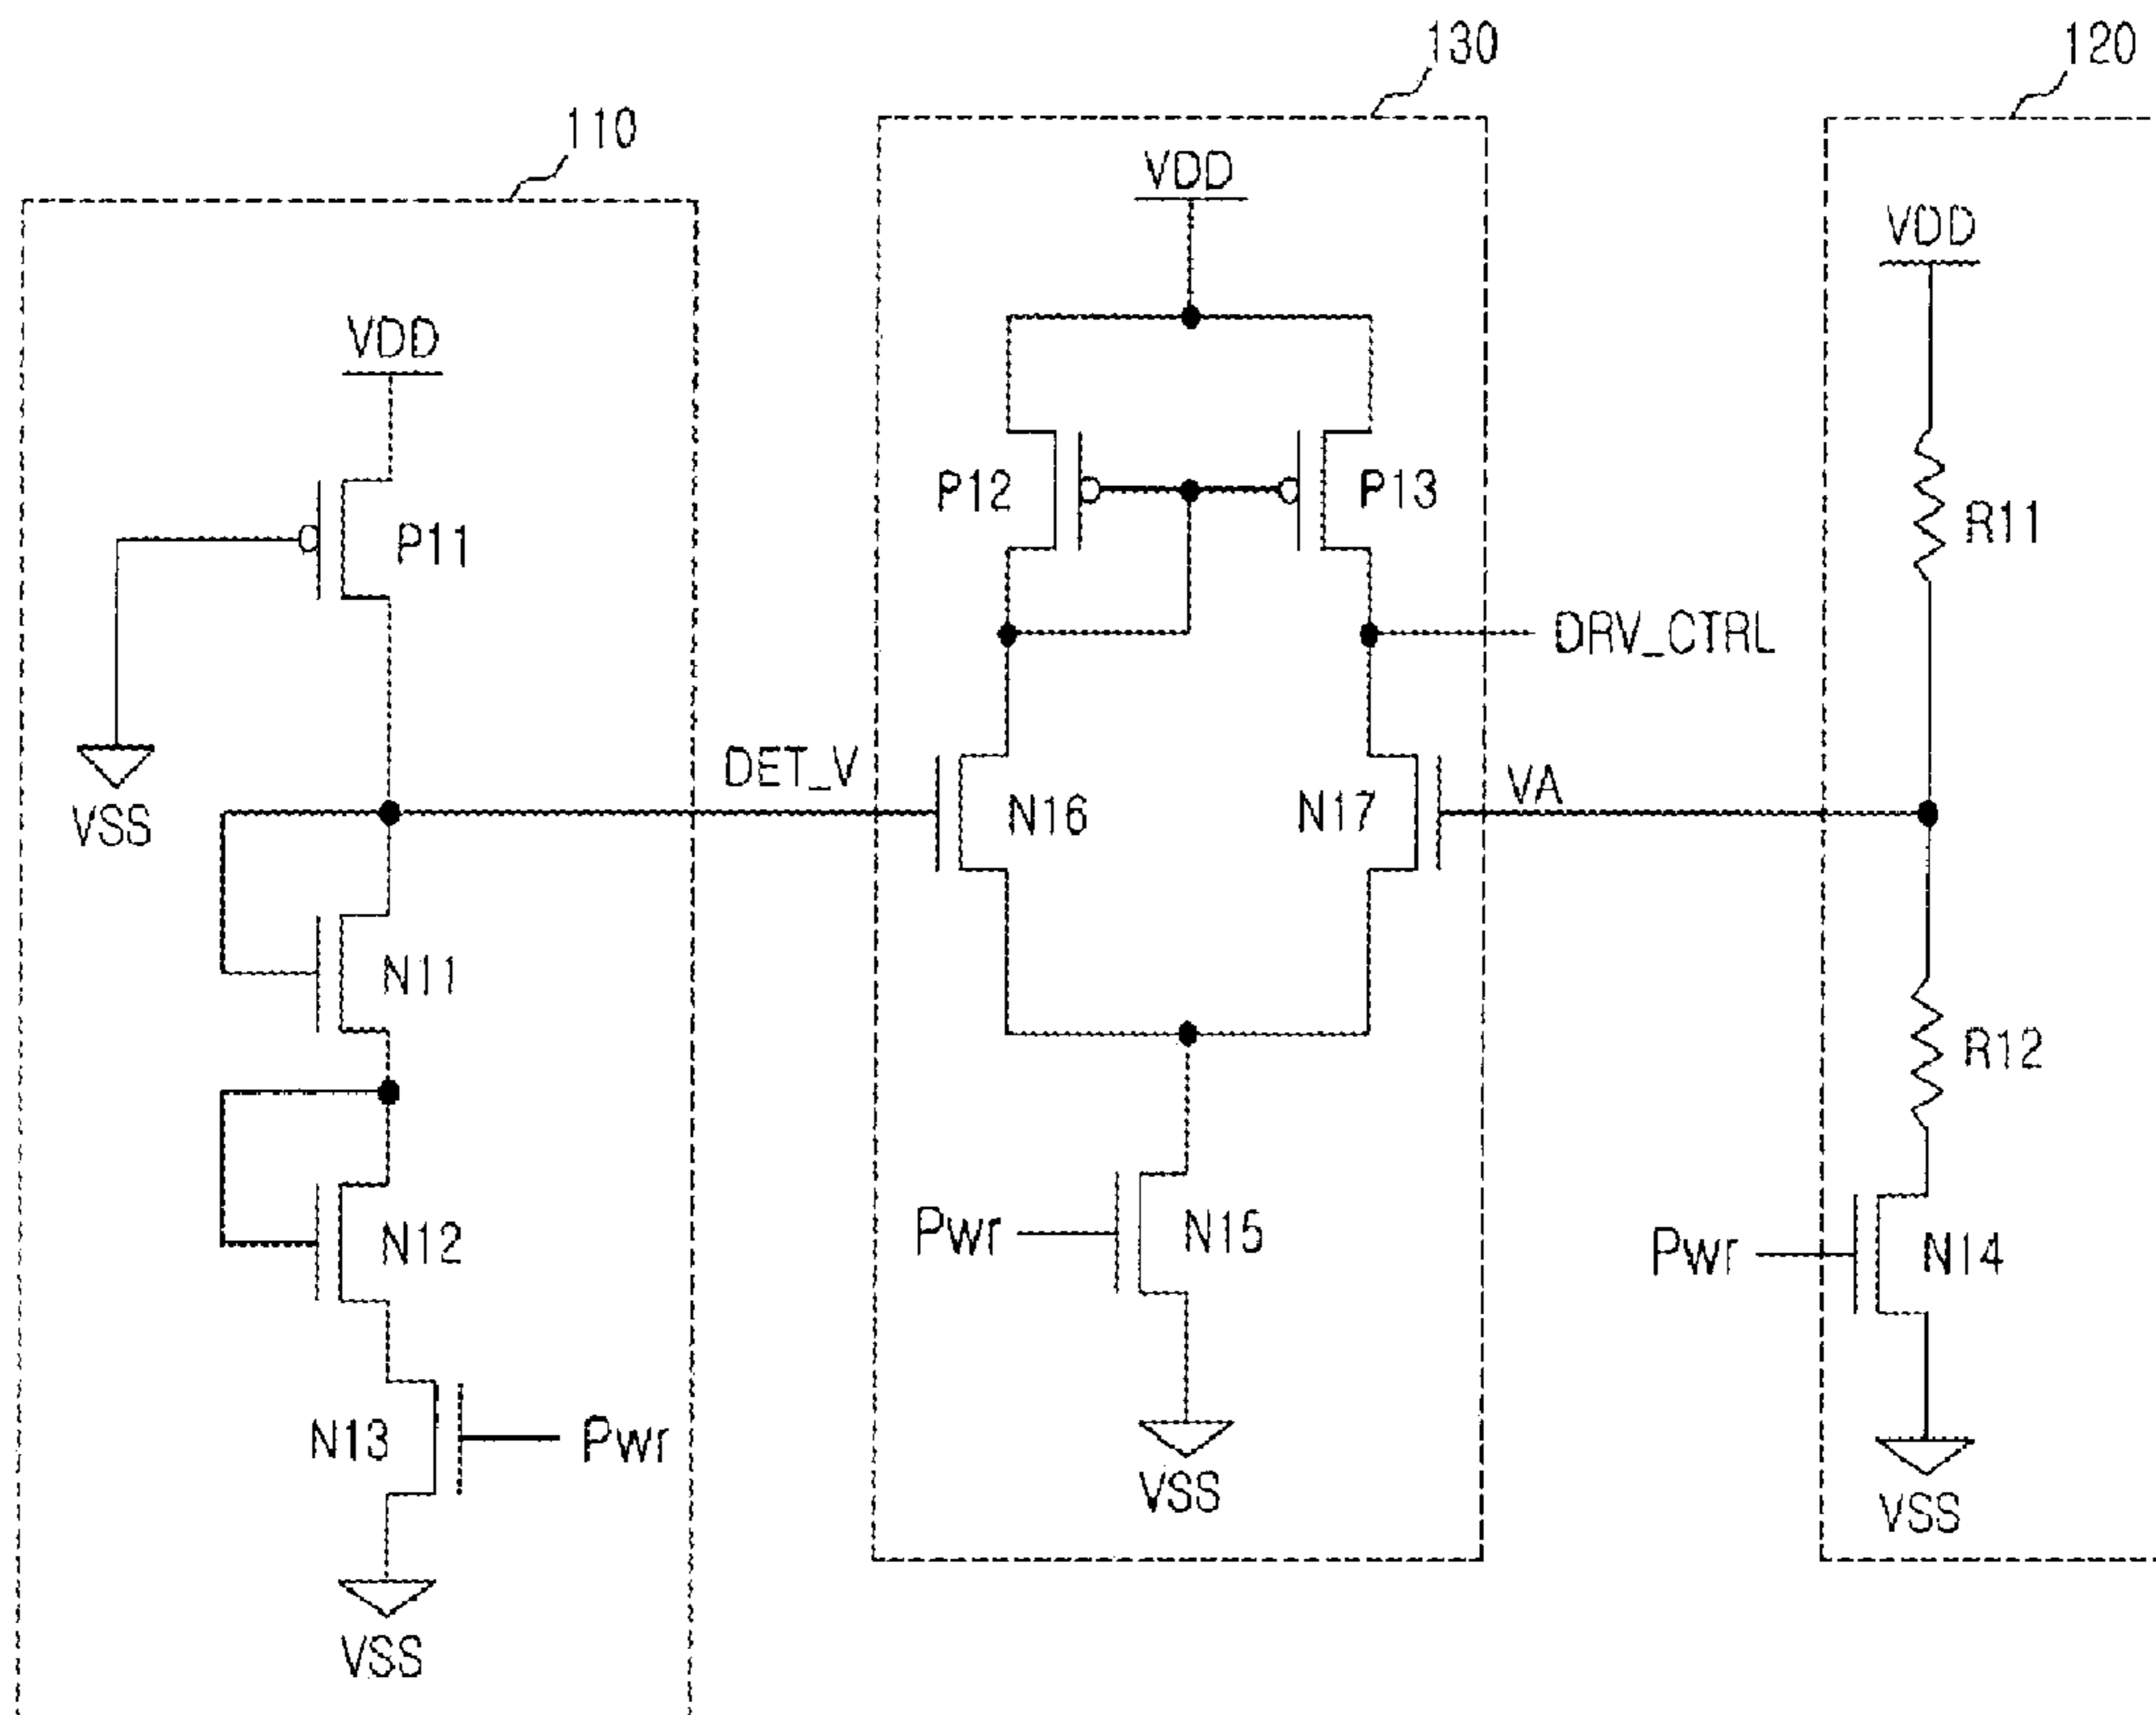 130
120
110
VDD
VDD
VDD
P12
P13
R11
P11
DRV_CTRL
DET_V
VA
VSS
N16
N17
N11
R12
N12
Pwr
N15
Pwr
N14
N13
Pwr
VSS
VSS
VSS